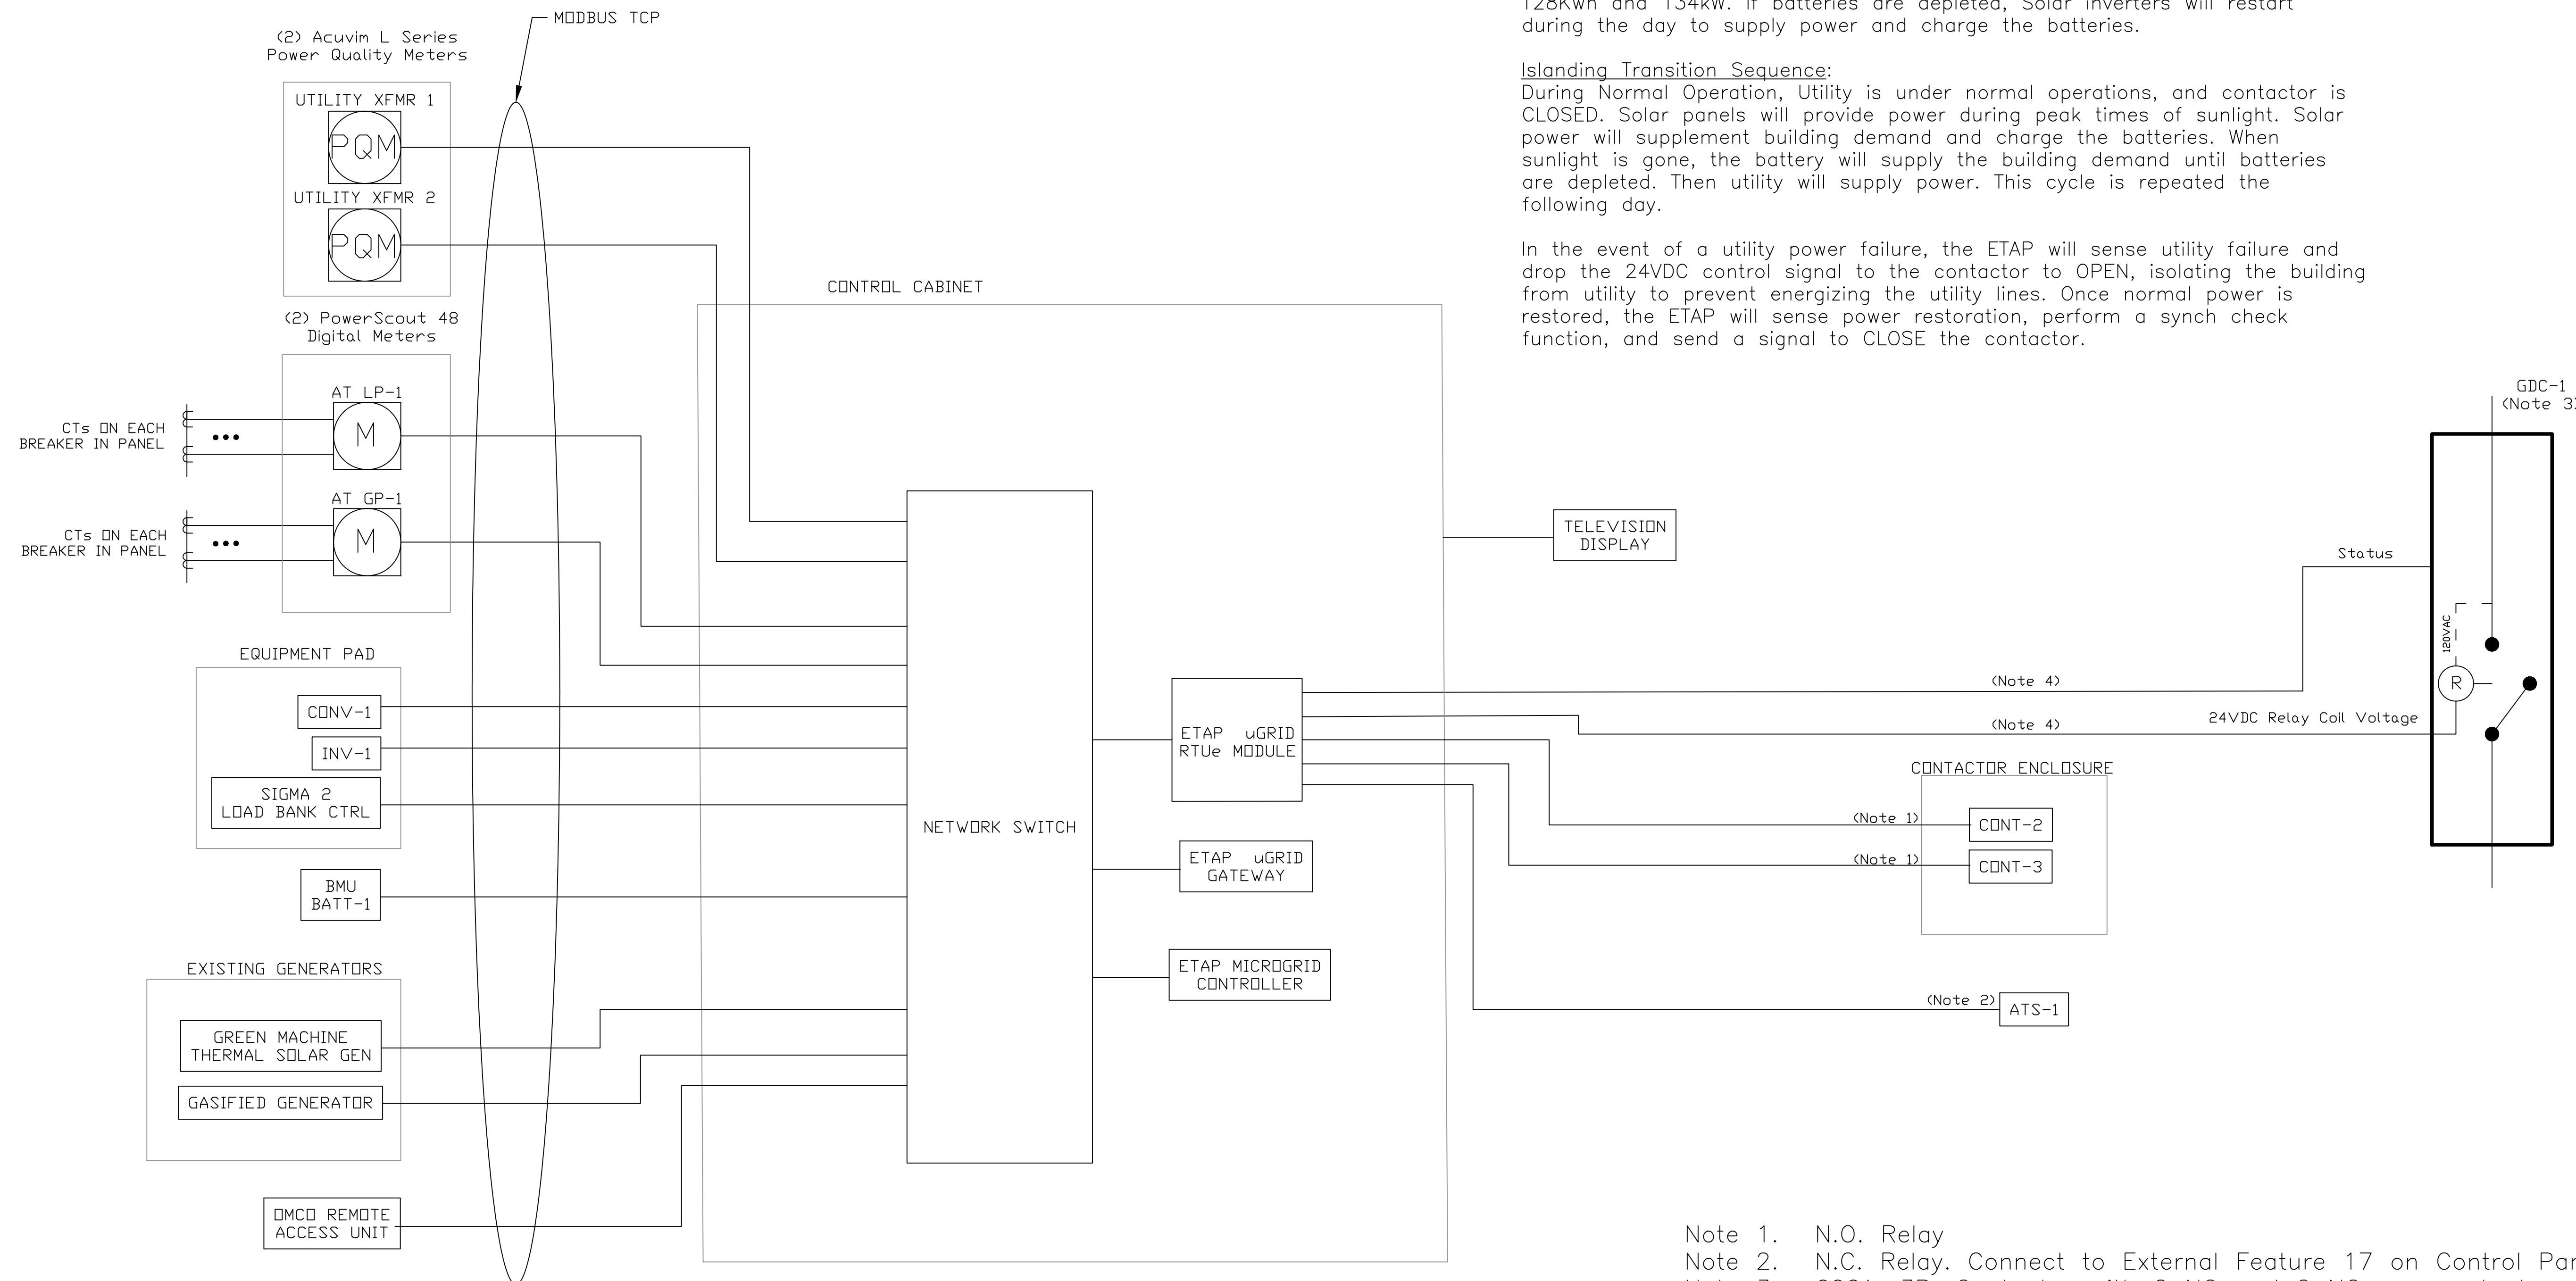 MODBUS TCP
(2) Acuvim L Series
Power Quality Meters
UTILITY XFMR 1
PQM
UTILITY XFMR 2
PQM
(2) PowerScout 48
Digital Meters
AT LP-1
M
CTs ON EACH
BREAKER IN PANEL
AT GP-1
M
CTs ON EACH
BREAKER IN PANEL
EQUIPMENT PAD
CONV-1
INV-1
SIGMA 2
LOAD BANK CTRL
BMU
BATT-1
EXISTING GENERATORS
GREEN MACHINE
THERMAL SOLAR GEN
GASIFIED GENERATOR
OMCO REMOTE
ACCESS UNIT
CONTROL CABINET
NETWORK SWITCH
ETAP uGRID
RTUe MODULE
ETAP uGRID
GATEWAY
ETAP MICROGRID
CONTROLLER
TELEVISION
DISPLAY
128KWh and 134kW. If batteries are depleted, Solar inverters will restart
during the day to supply power and charge the batteries.
Islanding Transition Sequence:
During Normal Operation, Utility is under normal operations, and contactor is
CLOSED. Solar panels will provide power during peak times of sunlight. Solar
power will supplement building demand and charge the batteries. When
sunlight is gone, the battery will supply the building demand until batteries
are depleted. Then utility will supply power. This cycle is repeated the
following day.
In the event of a utility power failure, the ETAP will sense utility failure and
drop the 24VDC control signal to the contactor to OPEN, isolating the building
from utility to prevent energizing the utility lines. Once normal power is
restored, the ETAP will sense power restoration, perform a synch check
function, and send a signal to CLOSE the contactor.
GDC-1
(Note 3)
Status
120VAC
R
(Note 4)
(Note 4)
24VDC Relay Coil Voltage
CONTACTOR ENCLOSURE
(Note 1)
CONT-2
(Note 1)
CONT-3
(Note 2)
ATS-1
Note 1. N.O. Relay
Note 2. N.C. Relay. Connect to External Feature 17 on Control